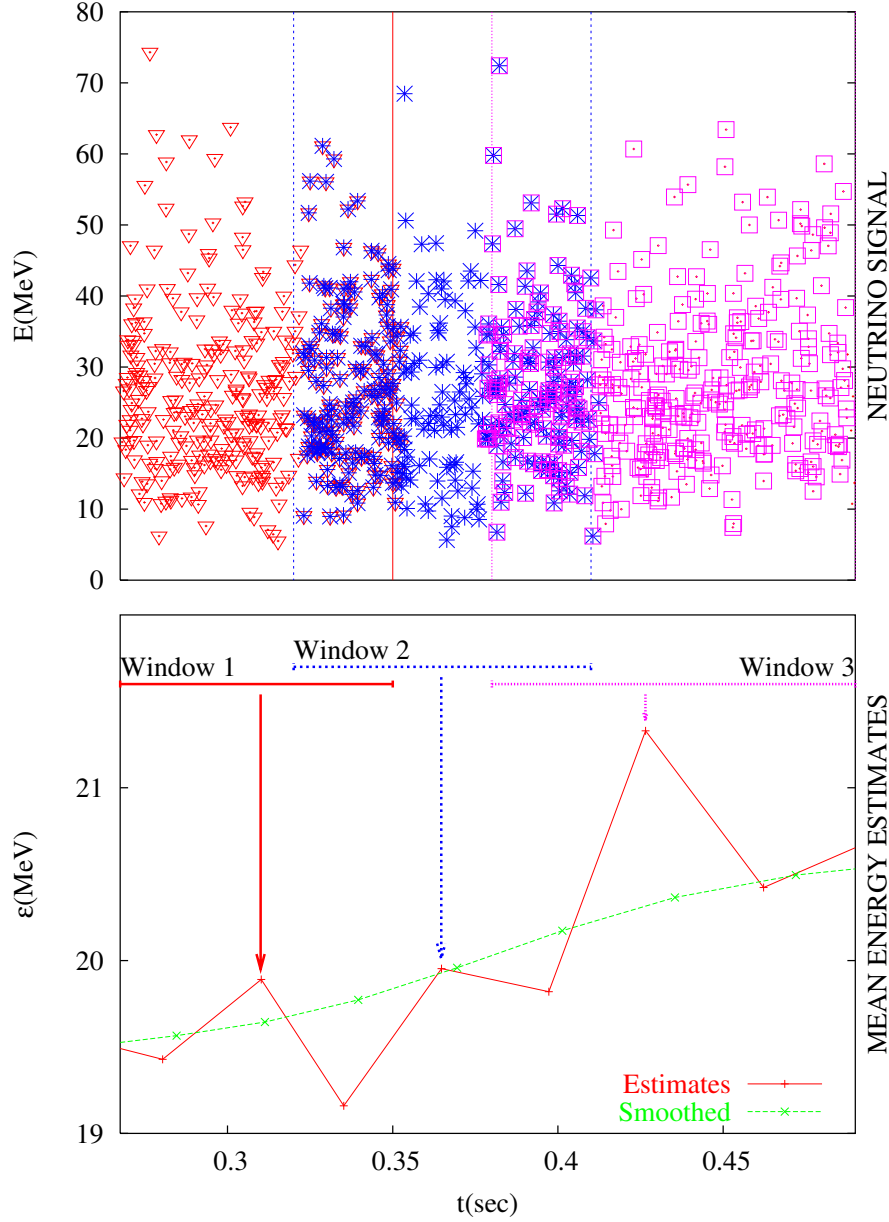 80
70
60
50
40
30
20
10
0
E(MeV)
NEUTRINO SIGNAL
Window 1
Window 2
Window 3
21
20
19
ε(MeV)
MEAN ENERGY ESTIMATES
Estimates
Smoothed
0.3
0.35
0.4
0.45
t(sec)